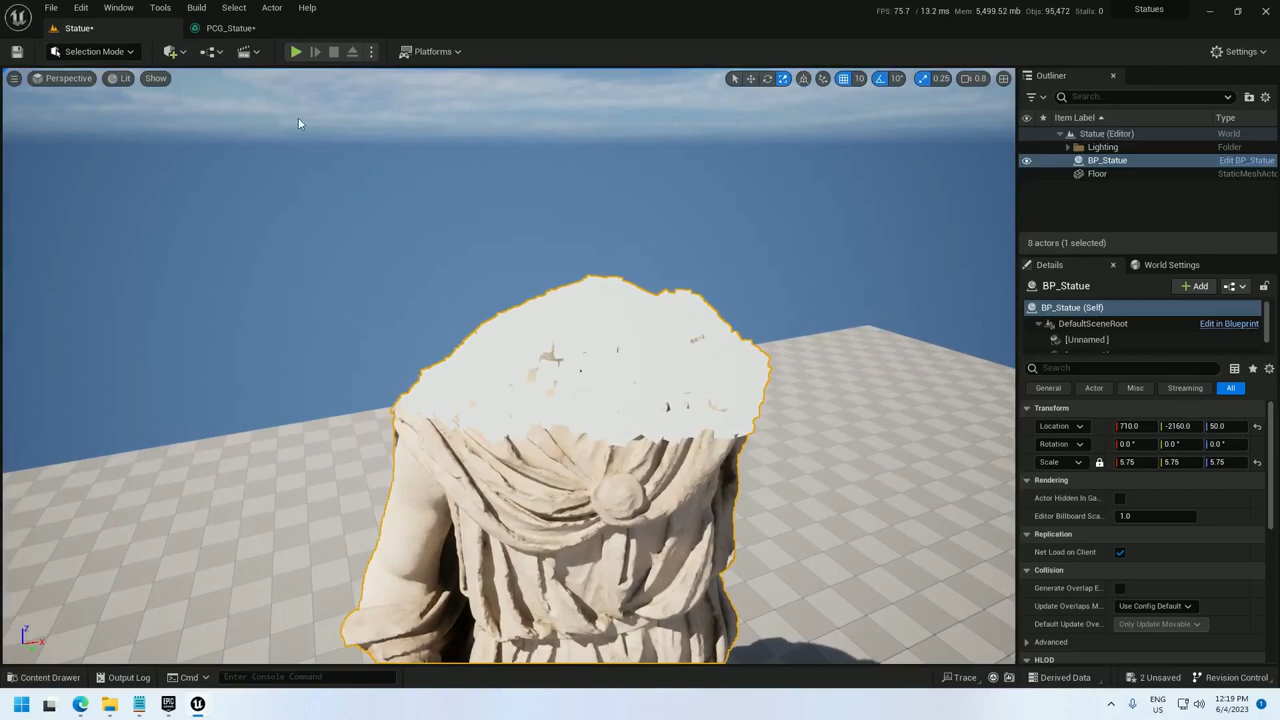 File Edit Window Tools Build Select Actor Help
FPS: 75.7 / 13.2 ms Mem: 5,499.52 mb Objs: 95,472 Stalls: 0
Statues
Statue*
PCG_Statue*
Selection Mode
Platforms
Settings
Perspective
Lit
Show
10
10°
0.25
0.8
Outliner
Search...
Item Label
Type
Statue (Editor)
World
Lighting
Folder
BP_Statue
Edit BP_Statue
Floor
StaticMeshActo
8 actors (1 selected)
Details
World Settings
BP_Statue
Add
BP_Statue (Self)
DefaultSceneRoot
Edit in Blueprint
[Unnamed ]
Search
General
Actor
Misc
Streaming
All
Transform
Location
710.0
-2160.0
50.0
Rotation
0.0 °
0.0 °
0.0 °
Scale
5.75
5.75
5.75
Rendering
Actor Hidden In Ga...
Editor Billboard Sca...
1.0
Replication
Net Load on Client
Collision
Generate Overlap E...
Update Overlaps M...
Use Config Default
Default Update Ove...
Only Update Movable
Advanced
HLOD
Content Drawer
Output Log
Cmd
Enter Console Command
Trace
Derived Data
2 Unsaved
Revision Control
ENG
US
12:19 PM
6/4/2023
1